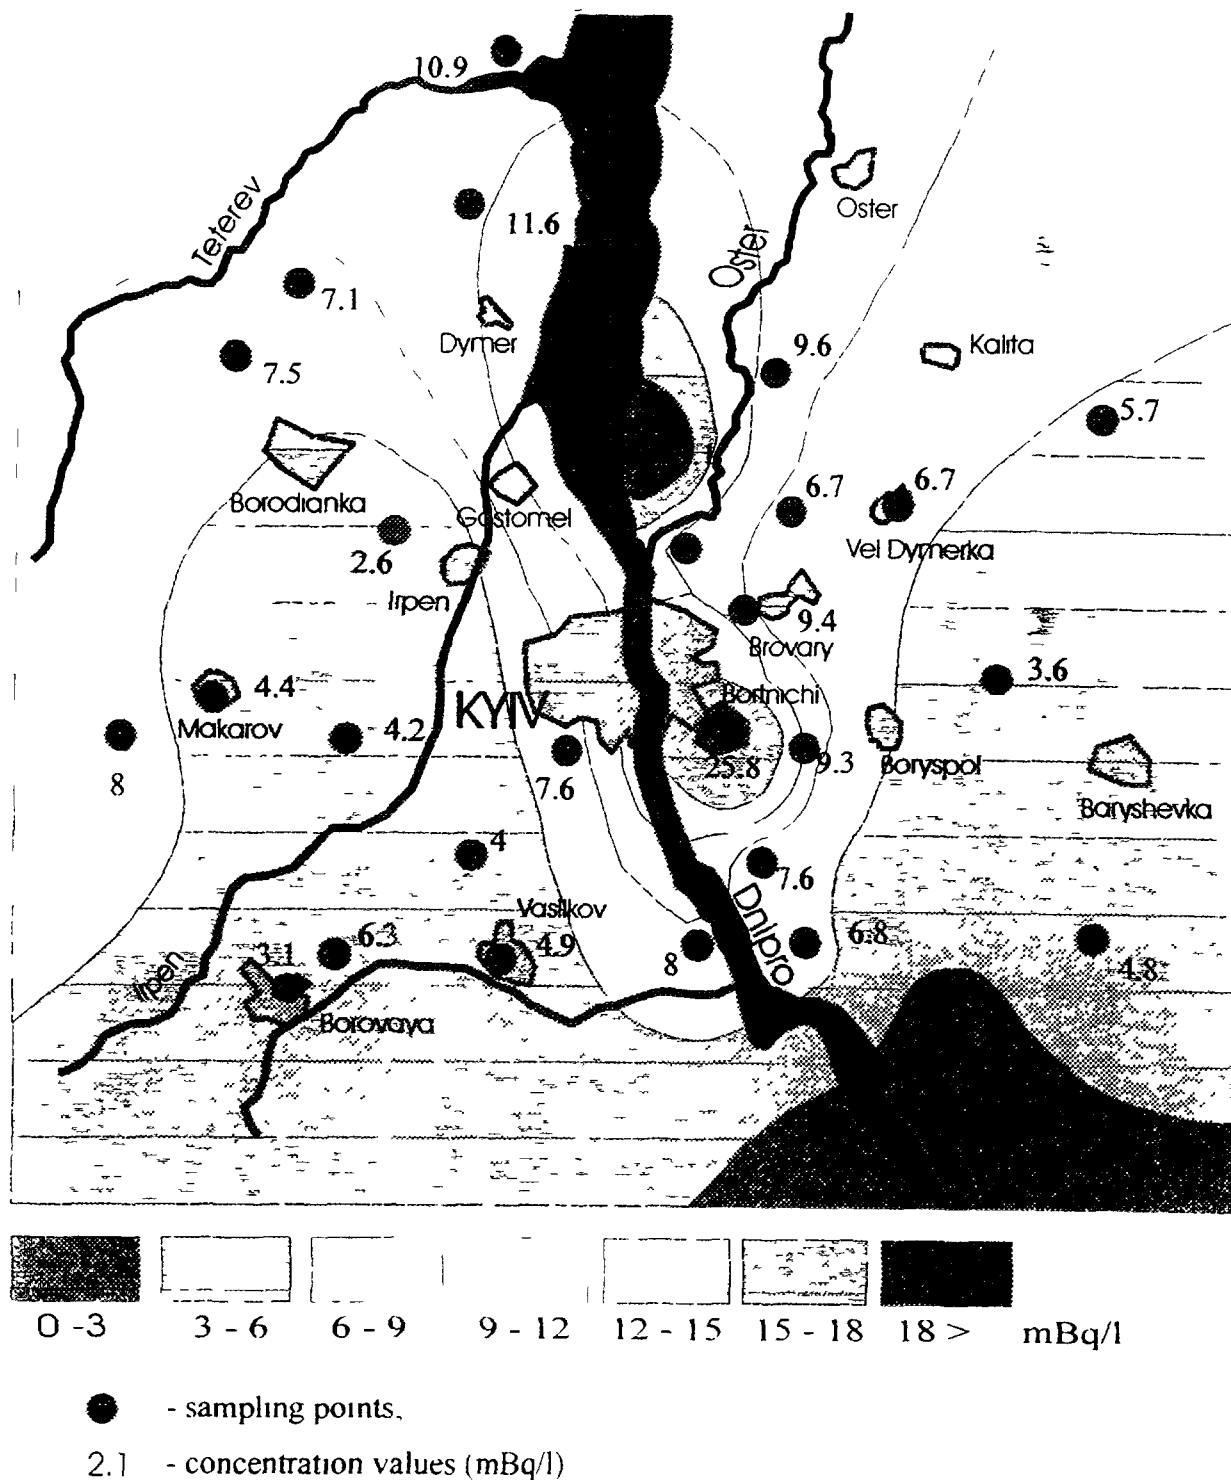 10.9
Teterev
11.6
Oster
Oster
7.1
Dymer
9.6
Kalita
7.5
5.7
Borodianka
Gostomel
6.7
6.7
Vel Dymerka
2.6
Irpen
9.4
Brovary
4.4
Makarov
KYIV
Bortnichi
3.6
4.2
8
7.6
25.8
9.3
Boryspol
Baryshevka
4
7.6
Vasilkov
Dnipro
6.3
4.9
3.1
8
6.8
4.8
Irpen
Borovaya
0 -3
3 - 6
6 - 9
9 - 12
12 - 15
15 - 18
18 >
mBq/l
- sampling points,
2.1 - concentration values (mBq/l)